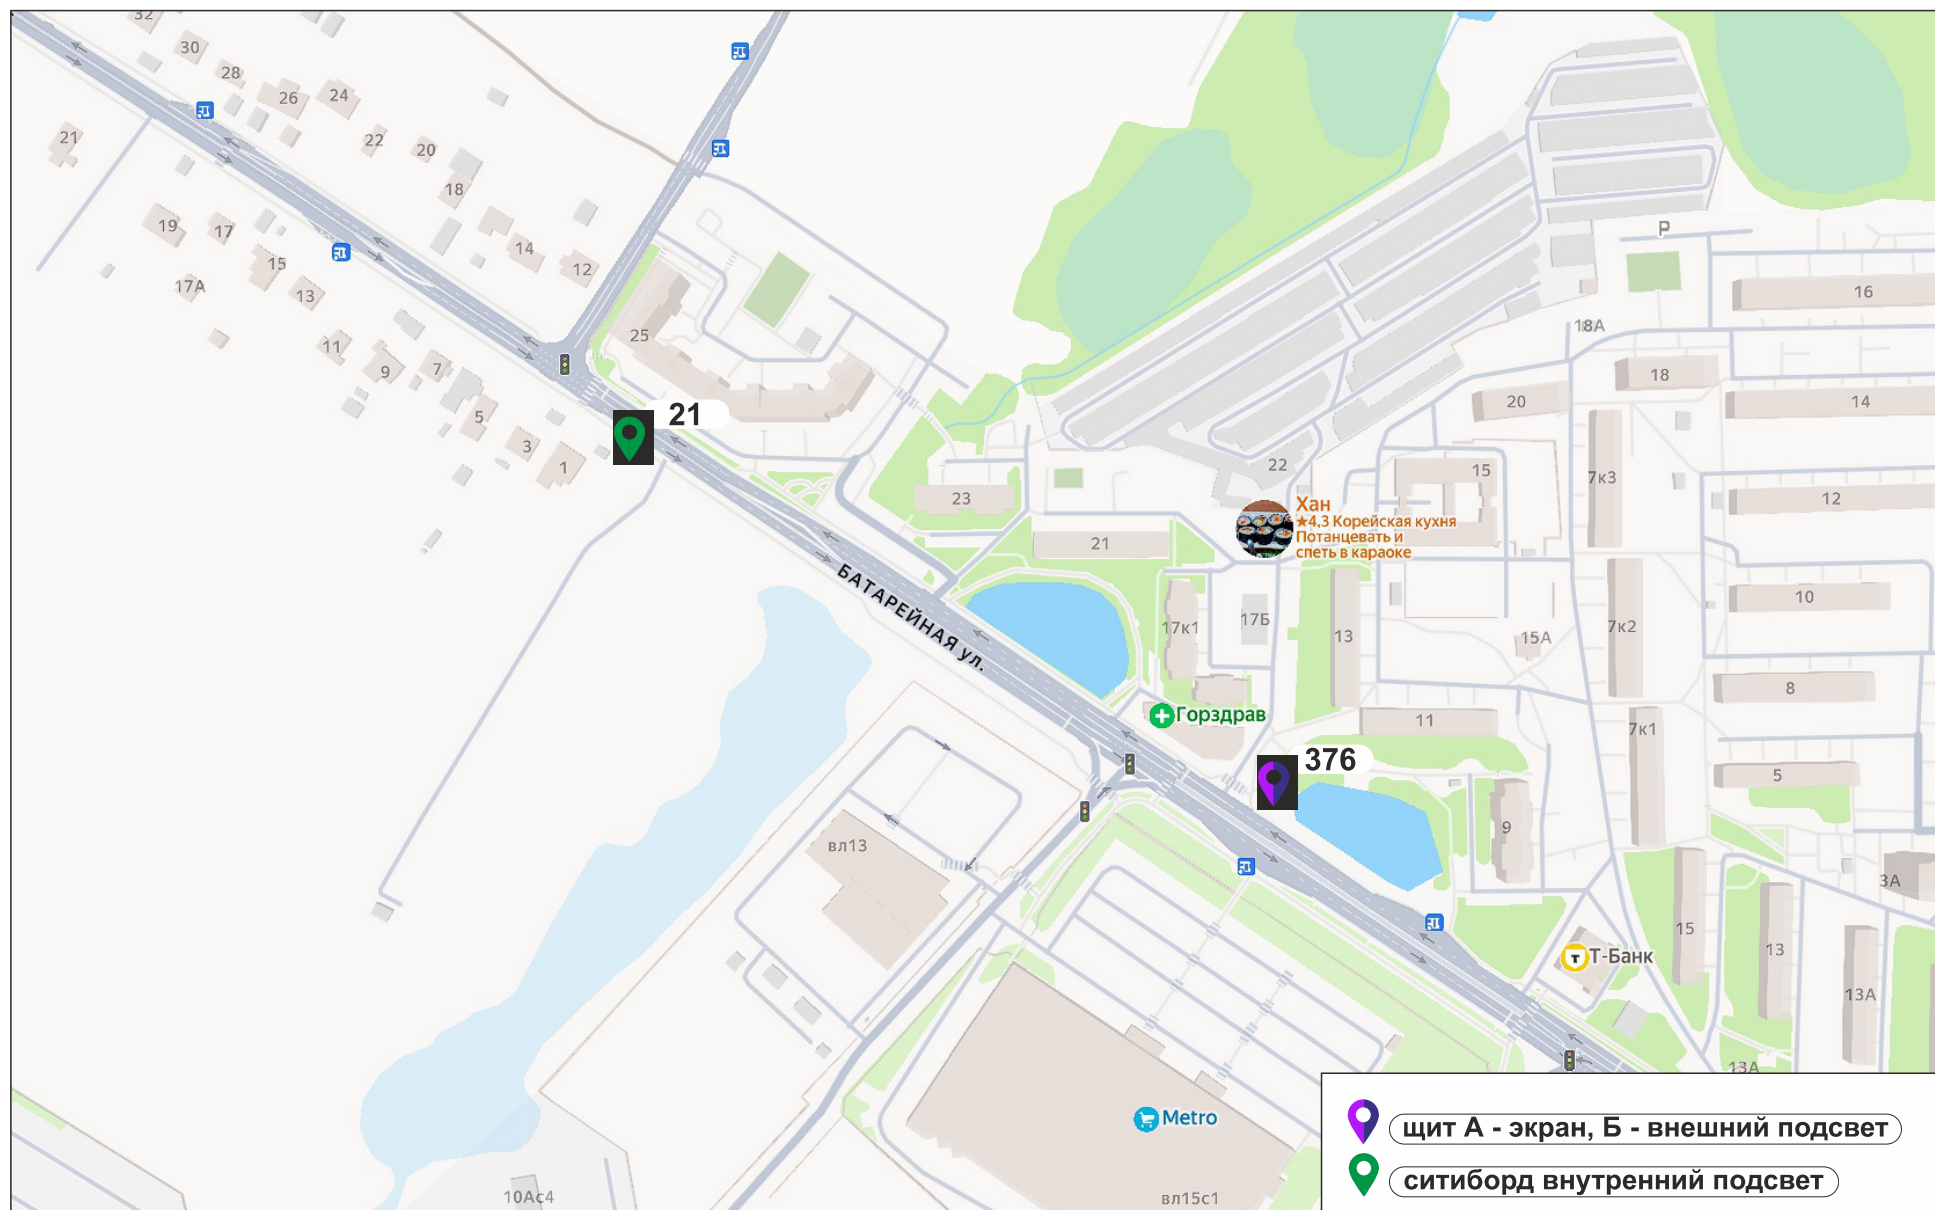 32
30
28
26
24
22
20
18
21
19
17
15
14
12
17А
13
11
9
7
5
3
1
25
21
23
21
22
Хан
★4,3 Корейская кухня
Потанцевать и
спеть в караоке
БАТАРЕЙНАЯ ул.
P
16
18А
18
14
20
15
7к3
12
10
17к1
17Б
13
15А
7к2
8
11
7к1
Горздрав
376
5
9
вл13
3А
15
13
Т-Банк
13А
13А
Metro
вл15с1
10Ас4
щит А - экран, Б - внешний подсвет
ситиборд внутренний подсвет